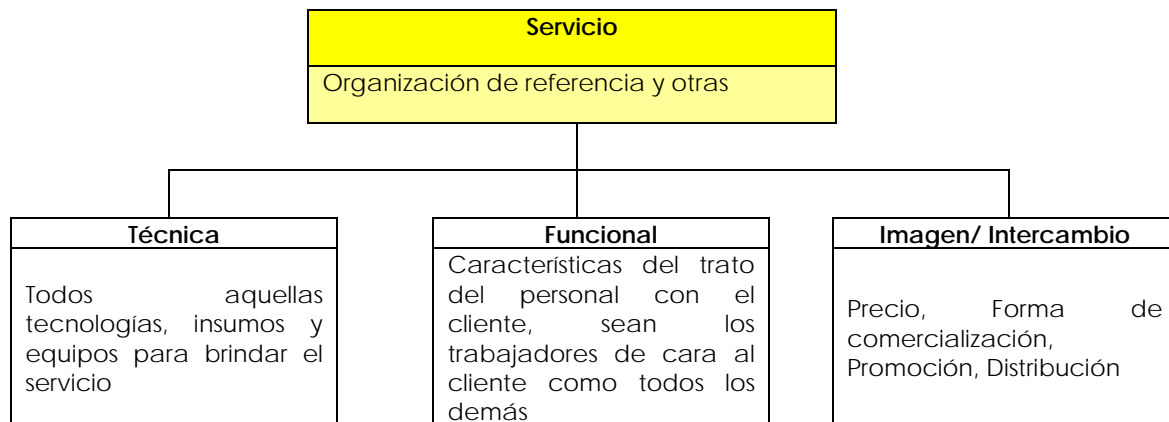 Servicio
Organización de referencia y otras
Técnica
Todos aquellas
tecnologías, insumos y
equipos para brindar el
servicio
Funcional
Características del trato
del personal con el
cliente, sean los
trabajadores de cara al
cliente como todos los
demás
Imagen/ Intercambio
Precio, Forma de
comercialización,
Promoción, Distribución